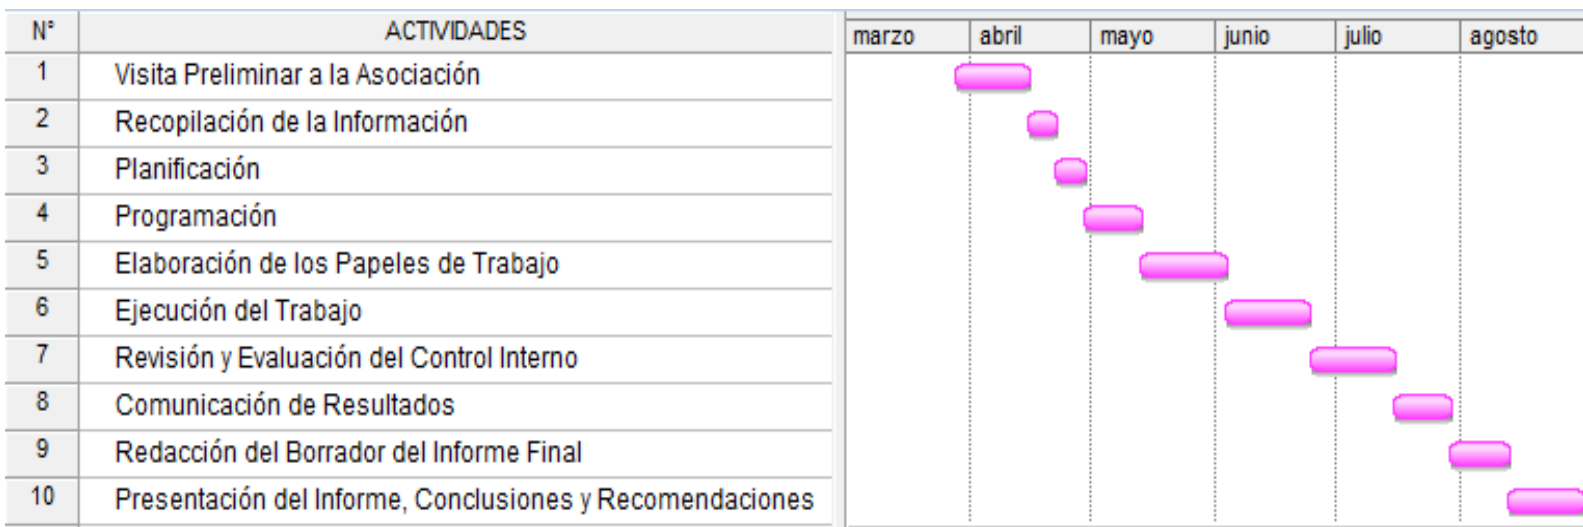 N° ACTIVIDADES marzo abril mayo junio julio agosto
1 Visita Preliminar a la Asociación
2 Recopilación de la Información
3 Planificación
4 Programación
5 Elaboración de los Papeles de Trabajo
6 Ejecución del Trabajo
7 Revisión y Evaluación del Control Interno
8 Comunicación de Resultados
9 Redacción del Borrador del Informe Final
10 Presentación del Informe, Conclusiones y Recomendaciones